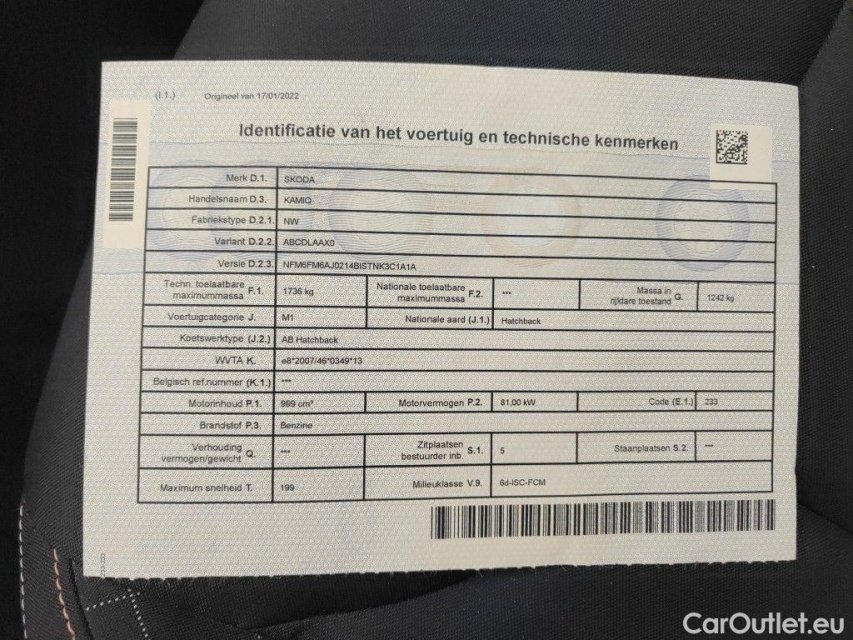 (I.1.) Origineel van 17/01/2022
Identificatie van het voertuig en technische kenmerken
Merk D.1. SKODA
Handelsnaam D.3. KAMIQ
Fabriekstype D.2.1. NW
Variant D.2.2. ABCDLAAX0
Versie D.2.3. NFM6FM6AJ0214BISTNK3C1A1A
Techn. toelaatbare maximummassa F.1. 1736 kg Nationale toelaatbare maximummassa F.2. *** Massa in rijklare toestand G. 1242 kg
Voertuigcategorie J. M1 Nationale aard (J.1.) Hatchback
Koetswerktype (J.2.) AB Hatchback
WVTA K. e8*2007/46*0349*13
Belgisch ref.nummer (K.1.) ***
Motorinhoud P.1. 999 cm³ Motorvermogen P.2. 81,00 kW Code (E.1.) 233
Brandstof P.3. Benzine
Verhouding vermogen/gewicht Q. *** Zitplaatsen bestuurder inb. S.1. 5 Staanplaatsen S.2. ***
Maximum snelheid T. 199 Milieuklasse V.9. 6d-ISC-FCM
CarOutlet.eu